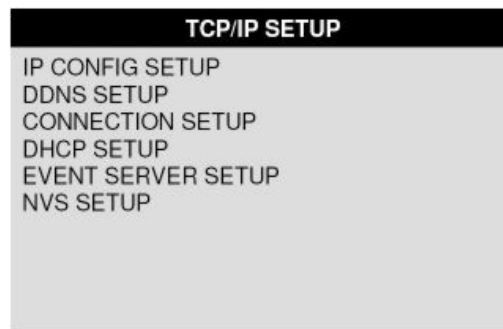 TCP/IP SETUP
IP CONFIG SETUP
DDNS SETUP
CONNECTION SETUP
DHCP SETUP
EVENT SERVER SETUP
NVS SETUP